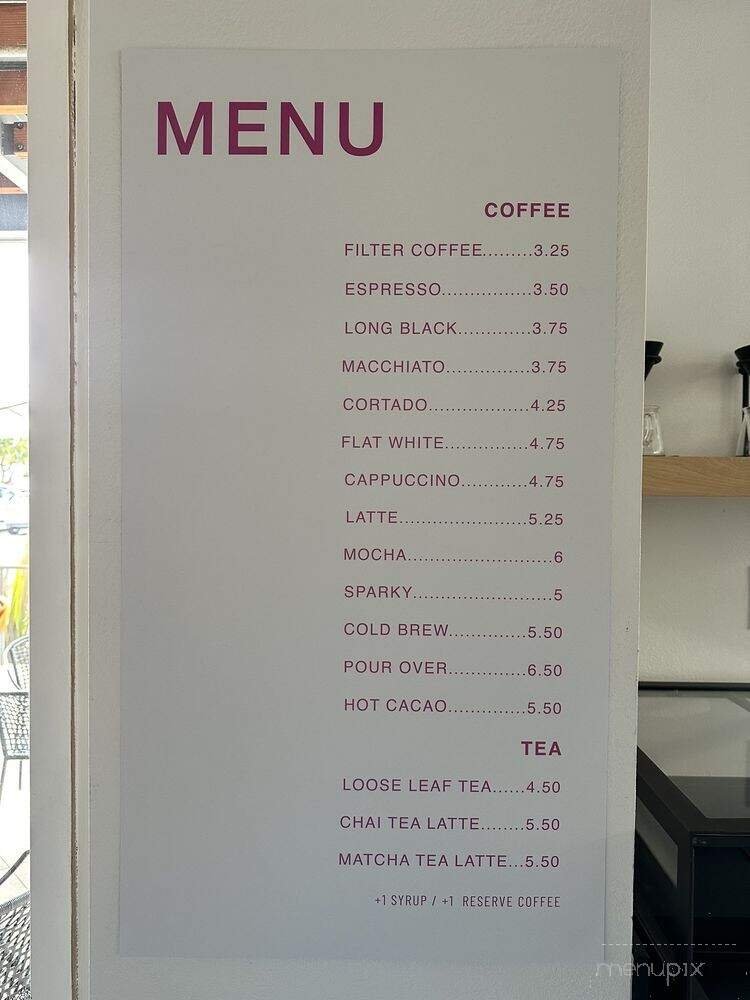 MENU
COFFEE
FILTER COFFEE.........3.25
ESPRESSO................3.50
LONG BLACK.............3.75
MACCHIATO...............3.75
CORTADO..................4.25
FLAT WHITE...............4.75
CAPPUCCINO............4.75
LATTE.......................5.25
MOCHA..........................6
SPARKY.........................5
COLD BREW..............5.50
POUR OVER..............6.50
HOT CACAO..............5.50
TEA
LOOSE LEAF TEA......4.50
CHAI TEA LATTE........5.50
MATCHA TEA LATTE...5.50
+1 SYRUP / +1 RESERVE COFFEE
menupix